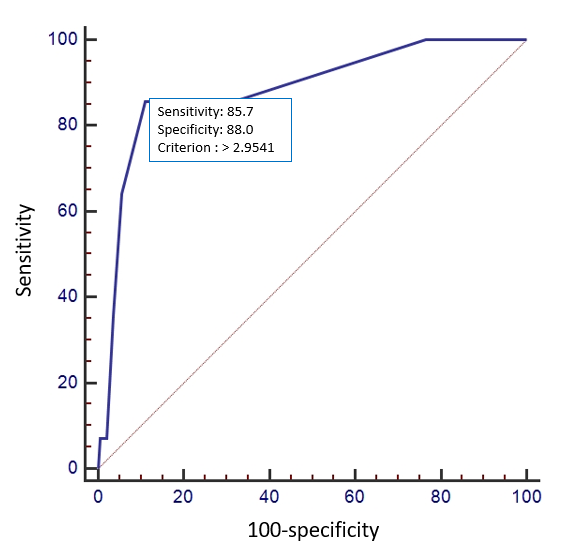 100
80
60
40
20
0
Sensitivity
Sensitivity: 85.7
Specificity: 88.0
Criterion : > 2.9541
0 20 40 60 80 100
100-specificity